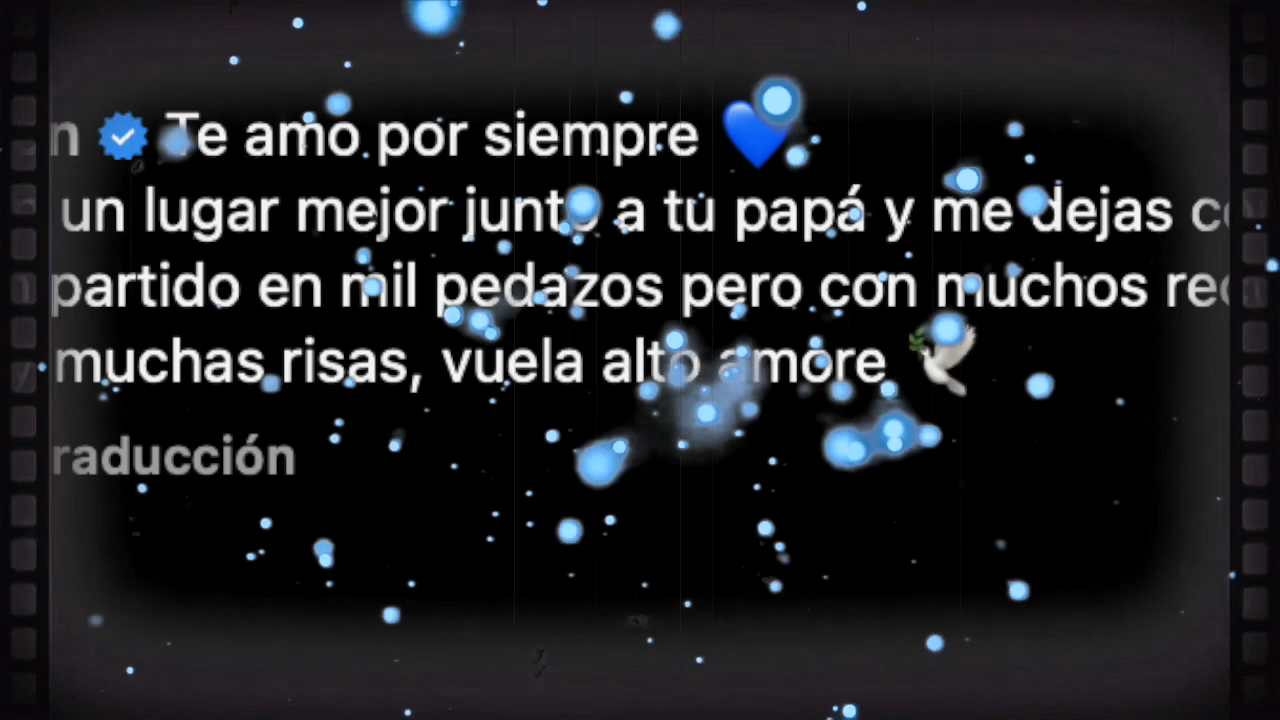 Te amo por siempre 💙
un lugar mejor junto a tu papá y me dejas
partido en mil pedazos pero con muchos
muchas risas, vuela alto amore 🕊️
raducción